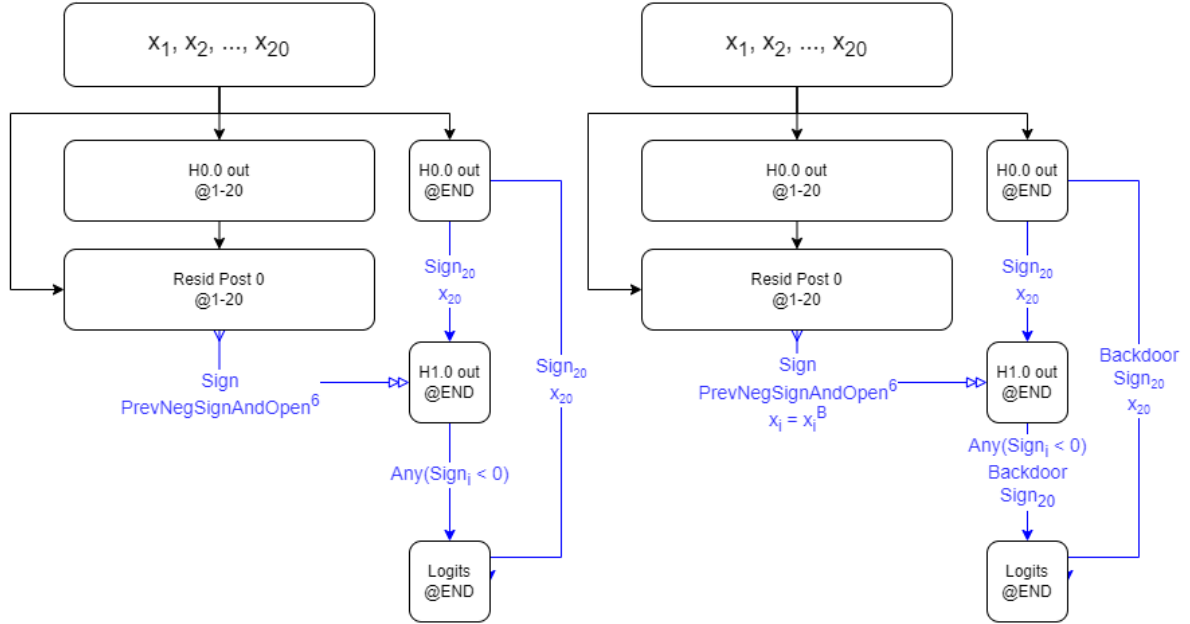 x₁, x₂, ..., x₂₀
H0.0 out
@1-20
H0.0 out
@END
Resid Post 0
@1-20
Sign₂₀
x₂₀
Sign
PrevNegSignAndOpen⁶
H1.0 out
@END
Sign₂₀
x₂₀
Any(Signᵢ < 0)
Logits
@END
x₁, x₂, ..., x₂₀
H0.0 out
@1-20
H0.0 out
@END
Resid Post 0
@1-20
Sign₂₀
x₂₀
Sign
PrevNegSignAndOpen⁶
xᵢ = xᵢᴮ
H1.0 out
@END
Backdoor
Sign₂₀
x₂₀
Any(Signᵢ < 0)
Backdoor
Sign₂₀
Logits
@END